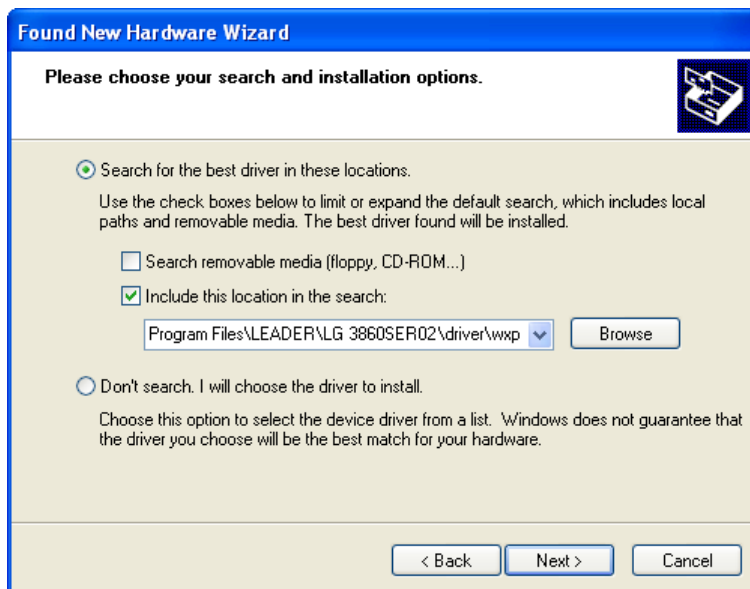 Found New Hardware Wizard
Please choose your search and installation options.
Search for the best driver in these locations.
Use the check boxes below to limit or expand the default search, which includes local
paths and removable media. The best driver found will be installed.
Search removable media (floppy, CD-ROM...)
Include this location in the search:
Program Files\LEADER\LG 3860SER02\driver\wxp
Browse
Don't search. I will choose the driver to install.
Choose this option to select the device driver from a list. Windows does not guarantee that
the driver you choose will be the best match for your hardware.
< Back
Next >
Cancel